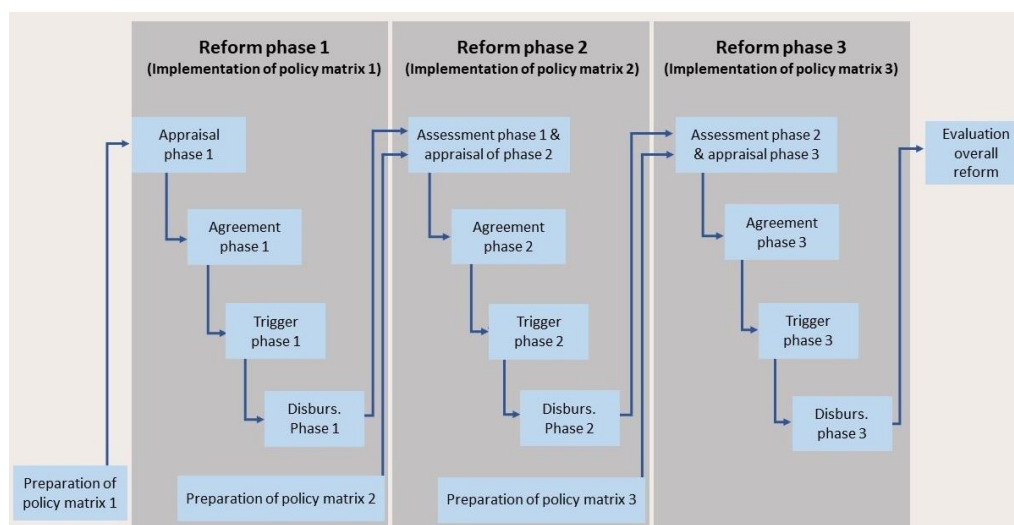 Reform phase 1
(Implementation of policy matrix 1)
Appraisal
phase 1
Agreement
phase 1
Trigger
phase 1
Disburs.
Phase 1
Preparation of
policy matrix 1
Preparation of policy matrix 2
Reform phase 2
(Implementation of policy matrix 2)
Assessment phase 1 &
appraisal of phase 2
Agreement
phase 2
Trigger
phase 2
Disburs.
Phase 2
Preparation of policy matrix 3
Reform phase 3
(Implementation of policy matrix 3)
Assessment phase 2
& appraisal phase 3
Agreement
phase 3
Trigger
phase 3
Disburs.
phase 3
Evaluation
overall
reform